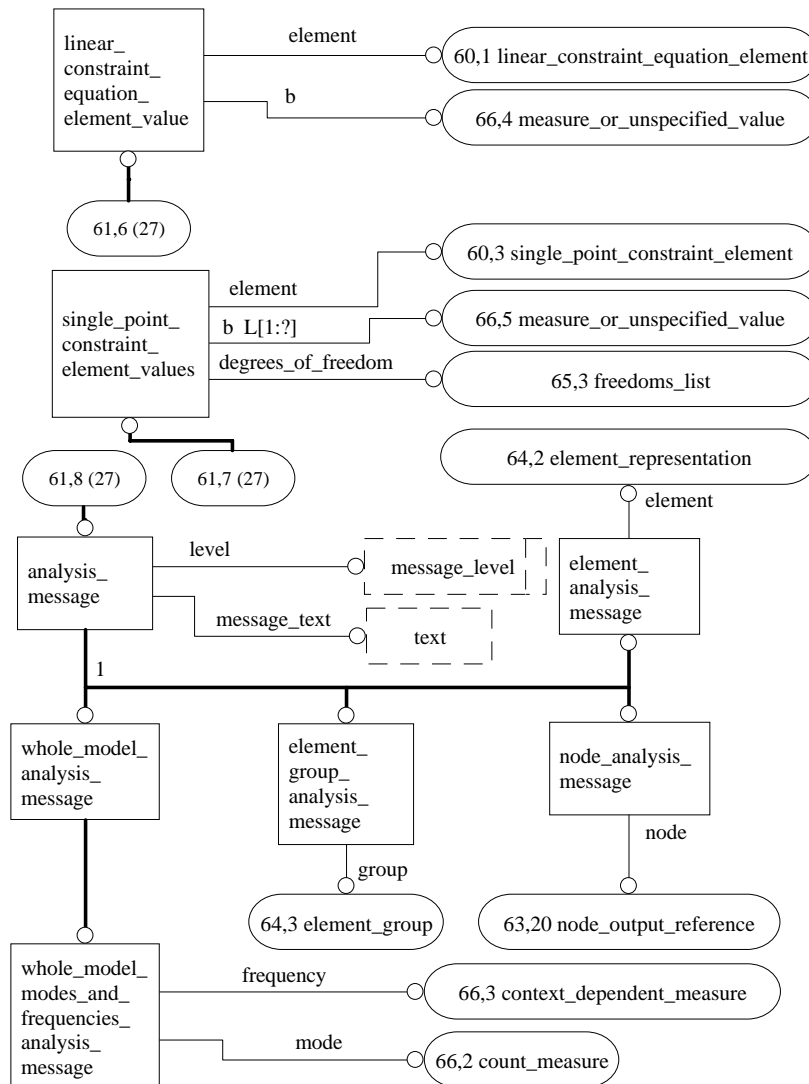 linear_
constraint_
equation_
element_value
element
60,1 linear_constraint_equation_element
b
66,4 measure_or_unspecified_value
61,6 (27)
single_point_
constraint_
element_values
element
60,3 single_point_constraint_element
b L[1:?]
66,5 measure_or_unspecified_value
degrees_of_freedom
65,3 freedoms_list
61,8 (27)
61,7 (27)
64,2 element_representation
element
analysis_
message
level
message_level
message_text
text
element_
analysis_
message
1
whole_model_
analysis_
message
element_
group_
analysis_
message
node_analysis_
message
group
node
64,3 element_group
63,20 node_output_reference
whole_model_
modes_and_
frequencies_
analysis_
message
frequency
66,3 context_dependent_measure
mode
66,2 count_measure